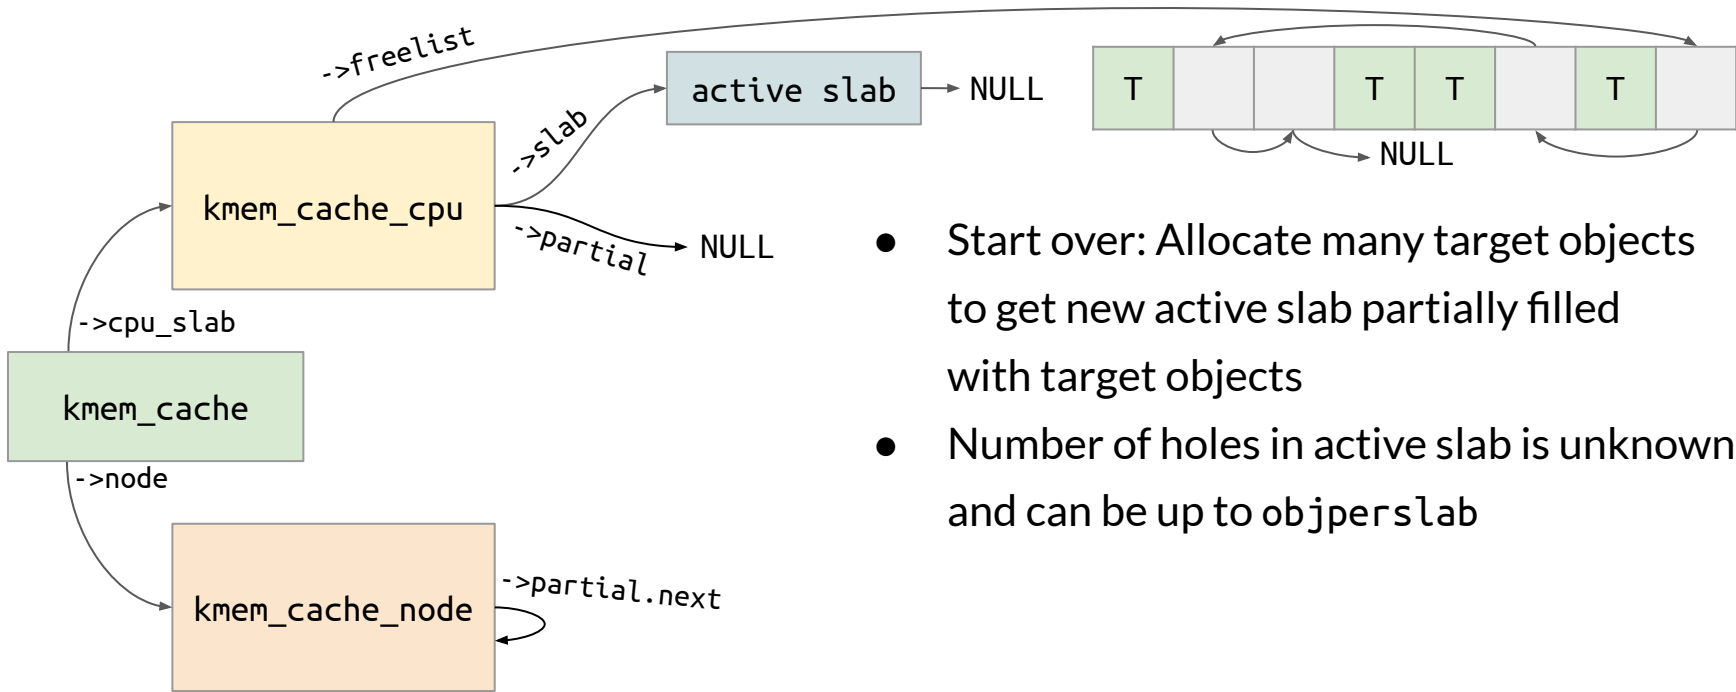 ->freelist
active slab
NULL
T
T
T
T
NULL
->slab
kmem_cache_cpu
->partial
NULL
->cpu_slab
kmem_cache
->node
kmem_cache_node
->partial.next
● Start over: Allocate many target objects
to get new active slab partially filled
with target objects
● Number of holes in active slab is unknown
and can be up to objperslab